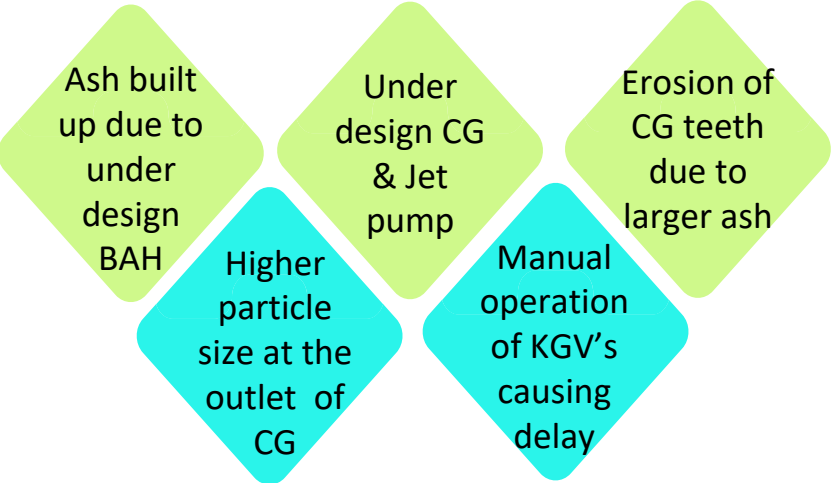 Ash built
up due to
under
design
BAH
Under
design CG
& Jet
pump
Erosion of
CG teeth
due to
larger ash
Higher
particle
size at the
outlet of
CG
Manual
operation
of KGV’s
causing
delay